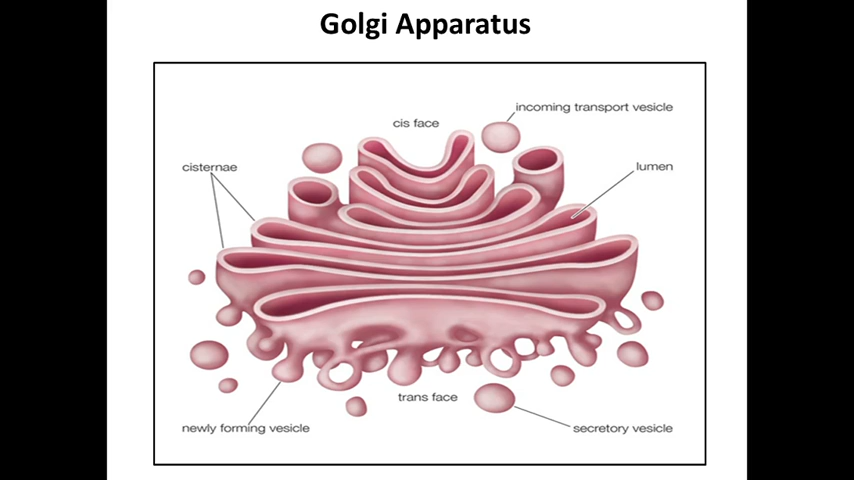 Golgi Apparatus
incoming transport vesicle
cis face
cisternae
lumen
trans face
newly forming vesicle
secretory vesicle